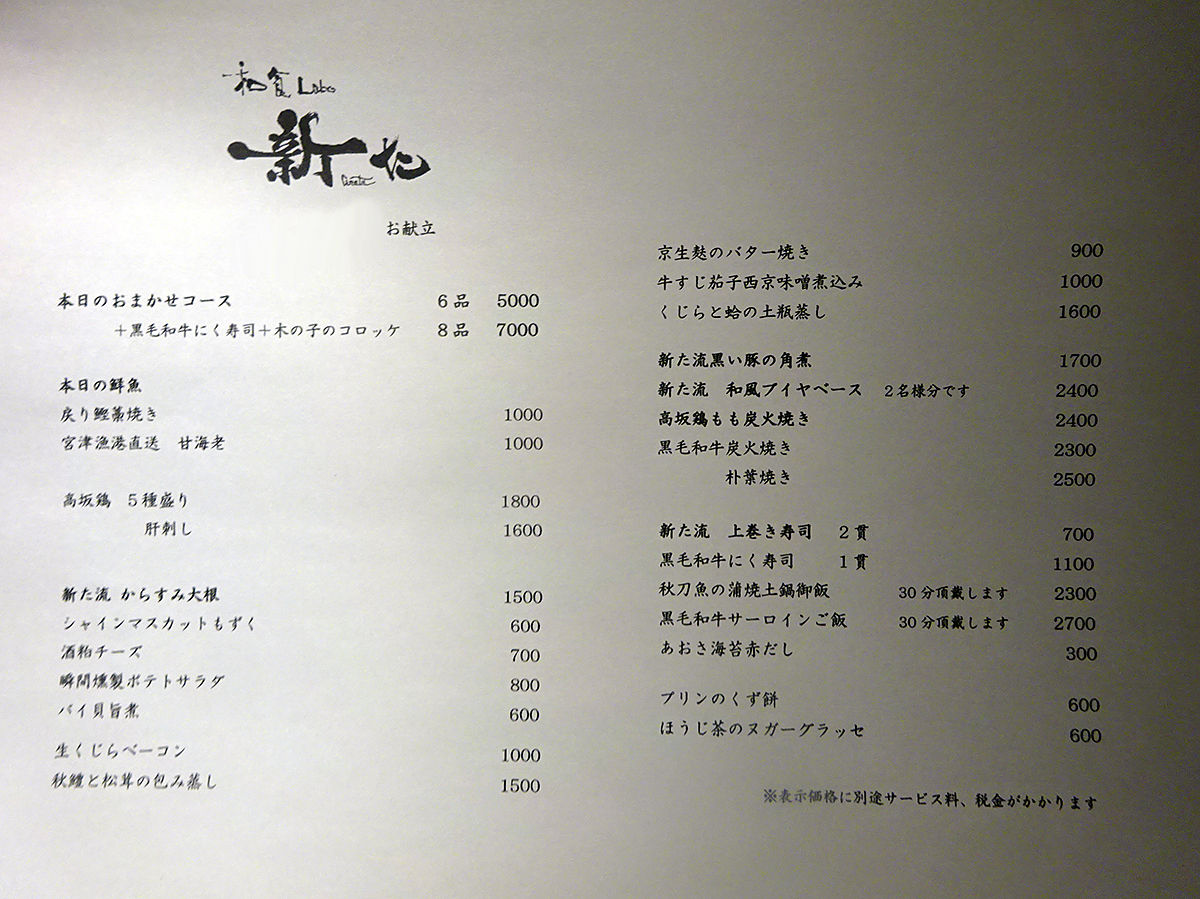 和食 Labo
新た
Arata
お献立
本日のおまかせコース 6品 5000
+黒毛和牛にく寿司+木の子のコロッケ 8品 7000
本日の鮮魚
戻り鰹藁焼き 1000
宮津漁港直送 甘海老 1000
高坂鶏 5種盛り 1800
肝刺し 1600
新た流 からすみ大根 1500
シャインマスカットもずく 600
酒粕チーズ 700
瞬間燻製ポテトサラダ 800
バイ貝旨煮 600
生くじらベーコン 1000
秋鱧と松茸の包み蒸し 1500
京生麩のバター焼き 900
牛すじ茄子西京味噌煮込み 1000
くじらと蛤の土瓶蒸し 1600
新た流黒い豚の角煮 1700
新た流 和風ブイヤベース 2名様分です 2400
高坂鶏もも炭火焼き 2400
黒毛和牛炭火焼き 2300
朴葉焼き 2500
新た流 上巻き寿司 2貫 700
黒毛和牛にく寿司 1貫 1100
秋刀魚の蒲焼土鍋御飯 30分頂戴します 2300
黒毛和牛サーロインご飯 30分頂戴します 2700
あおさ海苔赤だし 300
プリンのくず餅 600
ほうじ茶のヌガーグラッセ 600
※表示価格に別途サービス料、税金がかかります